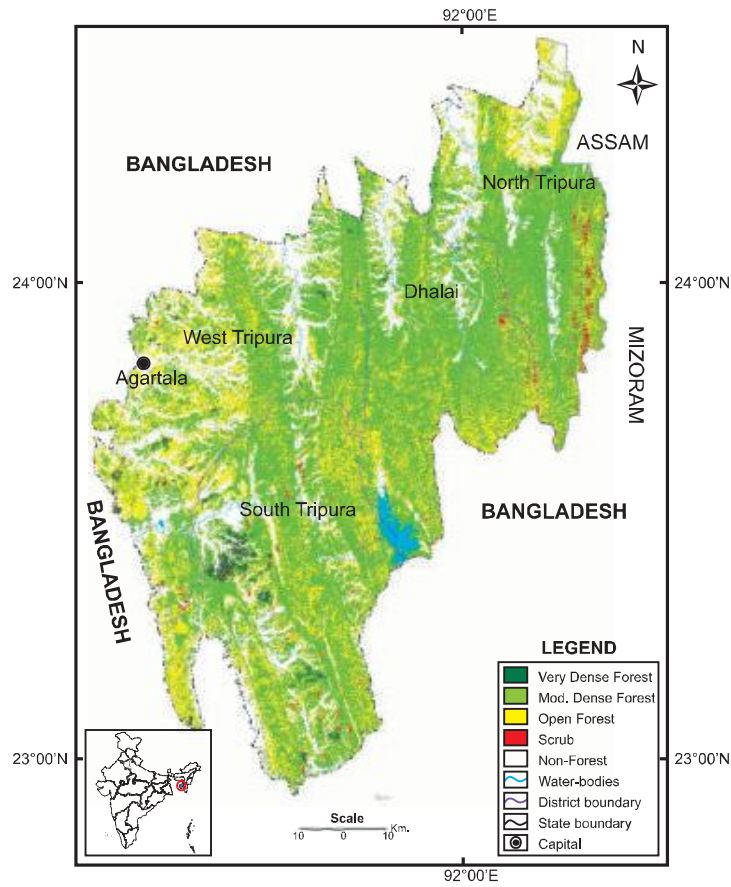 92°00'E
N
ASSAM
BANGLADESH
North Tripura
24°00'N
24°00'N
Dhalai
West Tripura
MIZORAM
Agartala
BANGLADESH
South Tripura
BANGLADESH
LEGEND
Very Dense Forest
Mod. Dense Forest
Open Forest
Scrub
Non-Forest
Water-bodies
District boundary
State boundary
Capital
23°00'N
23°00'N
Scale
10 0 10 Km.
92°00'E